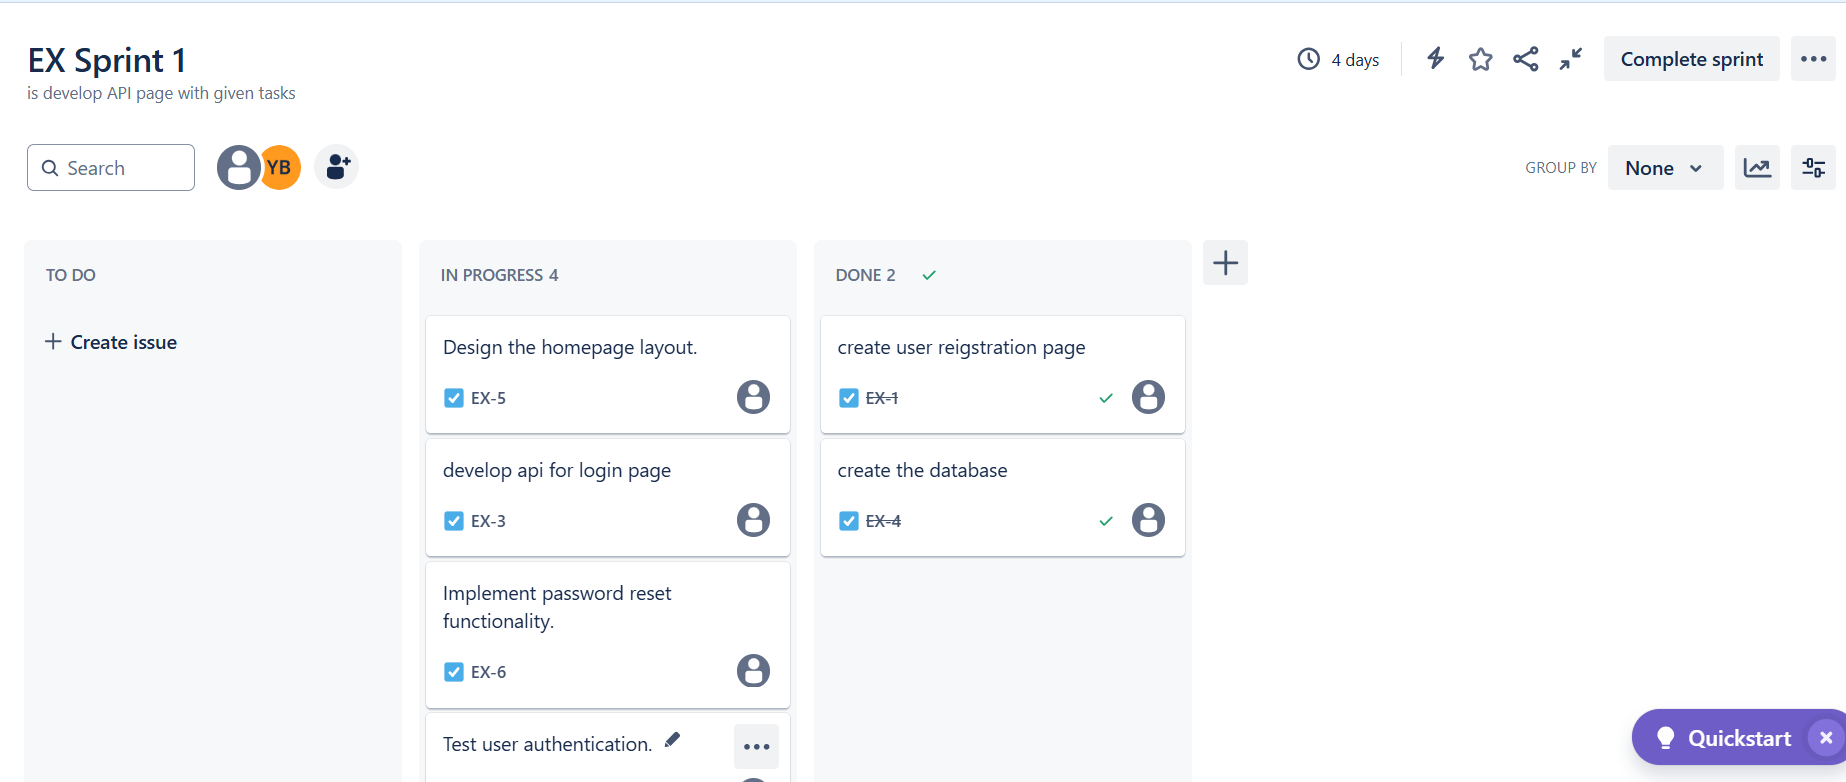 EX Sprint 1
is develop API page with given tasks
4 days
Complete sprint
Search
YB
GROUP BY
None
TO DO
Create issue
IN PROGRESS 4
Design the homepage layout.
EX-5
develop api for login page
EX-3
Implement password reset
functionality.
EX-6
Test user authentication.
DONE 2
create user reigstration page
EX-1
create the database
EX-4
Quickstart